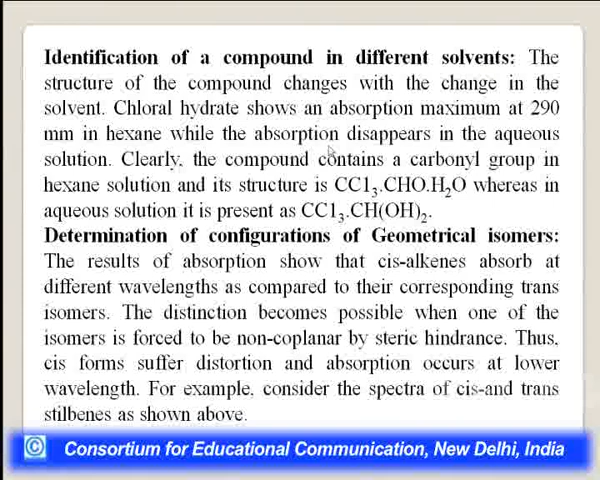 Identification of a compound in different solvents: The
structure of the compound changes with the change in the
solvent. Chloral hydrate shows an absorption maximum at 290
mm in hexane while the absorption disappears in the aqueous
solution. Clearly, the compound contains a carbonyl group in
hexane solution and its structure is CC1₃.CHO.H₂O whereas in
aqueous solution it is present as CC1₃.CH(OH)₂.
Determination of configurations of Geometrical isomers:
The results of absorption show that cis-alkenes absorb at
different wavelengths as compared to their corresponding trans
isomers. The distinction becomes possible when one of the
isomers is forced to be non-coplanar by steric hindrance. Thus,
cis forms suffer distortion and absorption occurs at lower
wavelength. For example, consider the spectra of cis-and trans
stilbenes as shown above.
© Consortium for Educational Communication, New Delhi, India